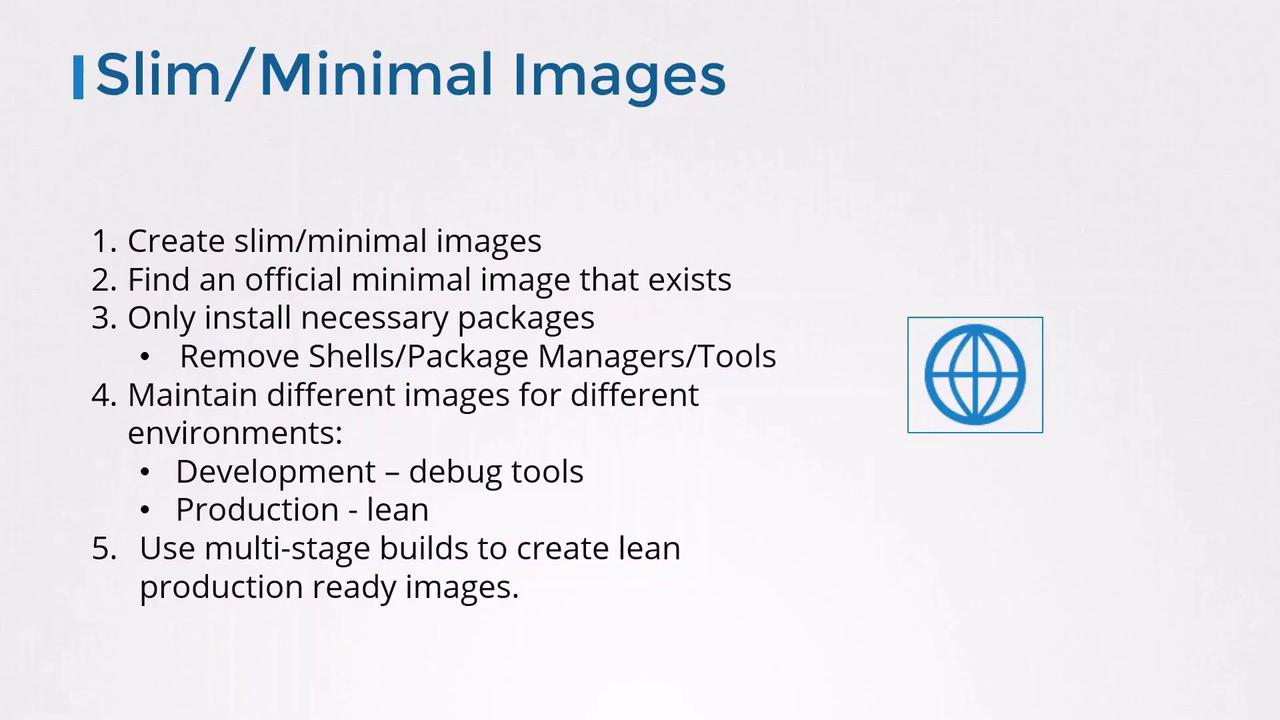 Slim/Minimal Images
1. Create slim/minimal images
2. Find an official minimal image that exists
3. Only install necessary packages
• Remove Shells/Package Managers/Tools
4. Maintain different images for different
environments:
• Development – debug tools
• Production - lean
5. Use multi-stage builds to create lean
production ready images.